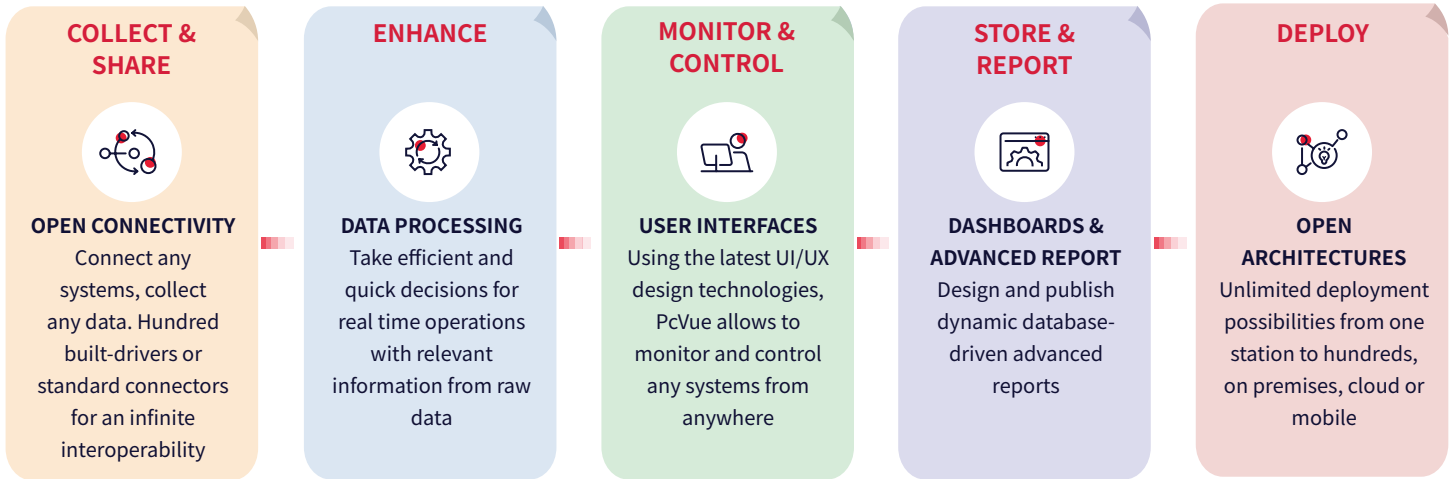 COLLECT &
SHARE
OPEN CONNECTIVITY
Connect any
systems, collect
any data. Hundred
built-drivers or
standard connectors
for an infinite
interoperability
ENHANCE
DATA PROCESSING
Take efficient and
quick decisions for
real time operations
with relevant
information from raw
data
MONITOR &
CONTROL
USER INTERFACES
Using the latest UI/UX
design technologies,
PcVue allows to
monitor and control
any systems from
anywhere
STORE &
REPORT
DASHBOARDS &
ADVANCED REPORT
Design and publish
dynamic database-
driven advanced
reports
DEPLOY
OPEN
ARCHITECTURES
Unlimited deployment
possibilities from one
station to hundreds,
on premises, cloud or
mobile